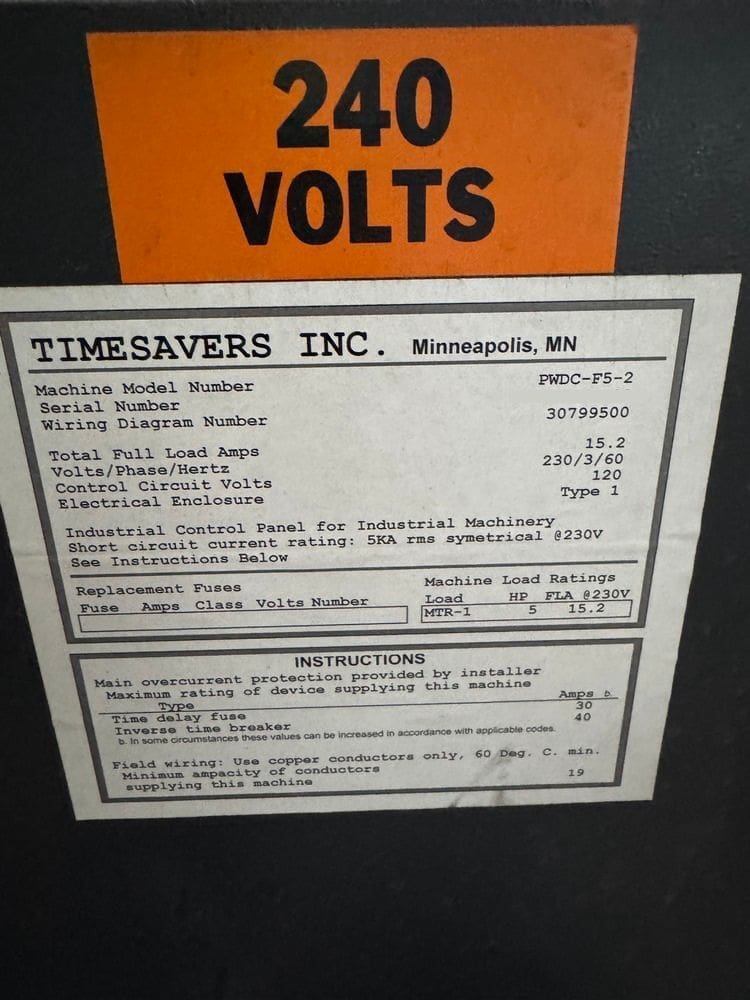 240
VOLTS
TIMESAVERS INC. Minneapolis, MN
Machine Model Number PWDC-F5-2
Serial Number
Wiring Diagram Number 30799500
Total Full Load Amps 15.2
Volts/Phase/Hertz 230/3/60
Control Circuit Volts 120
Electrical Enclosure Type 1
Industrial Control Panel for Industrial Machinery
Short circuit current rating: 5KA rms symetrical @230V
See Instructions Below
Replacement Fuses
Fuse Amps Class Volts Number
Machine Load Ratings
Load HP FLA @230V
MTR-1 5 15.2
INSTRUCTIONS
Main overcurrent protection provided by installer
Maximum rating of device supplying this machine
Type Amps b.
Time delay fuse 30
Inverse time breaker 40
b. In some circumstances these values can be increased in accordance with applicable codes.
Field wiring: Use copper conductors only, 60 Deg. C. min.
Minimum ampacity of conductors 19
supplying this machine